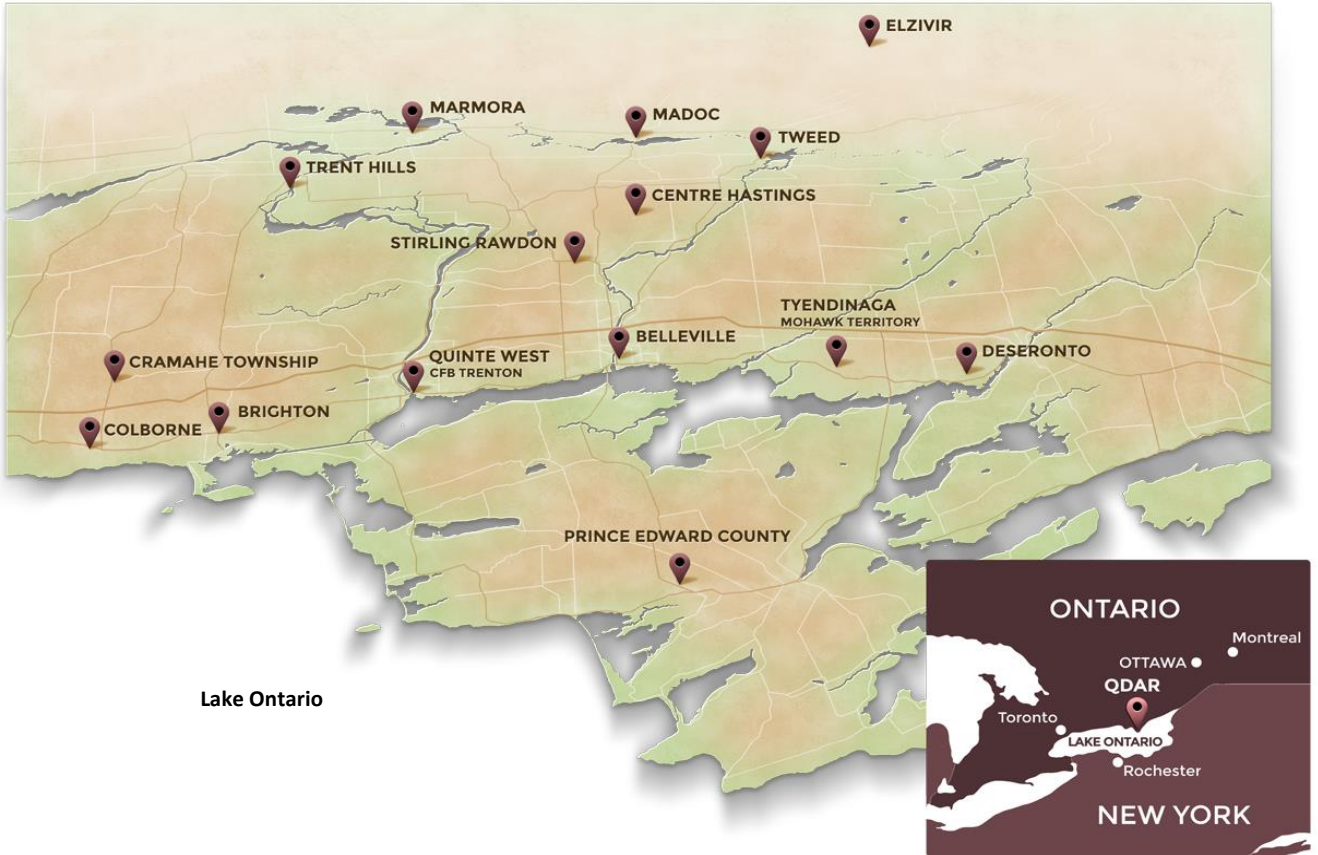 ELZIVIR
MARMORA
MADOC
TWEED
TRENT HILLS
CENTRE HASTINGS
STIRLING RAWDON
TYENDINAGA
MOHAWK TERRITORY
BELLEVILLE
DESERONTO
QUINTE WEST
CFB TRENTON
CRAMAHE TOWNSHIP
BRIGHTON
COLBORNE
PRINCE EDWARD COUNTY
Lake Ontario
ONTARIO
Montreal
OTTAWA
QDAR
Toronto
LAKE ONTARIO
Rochester
NEW YORK